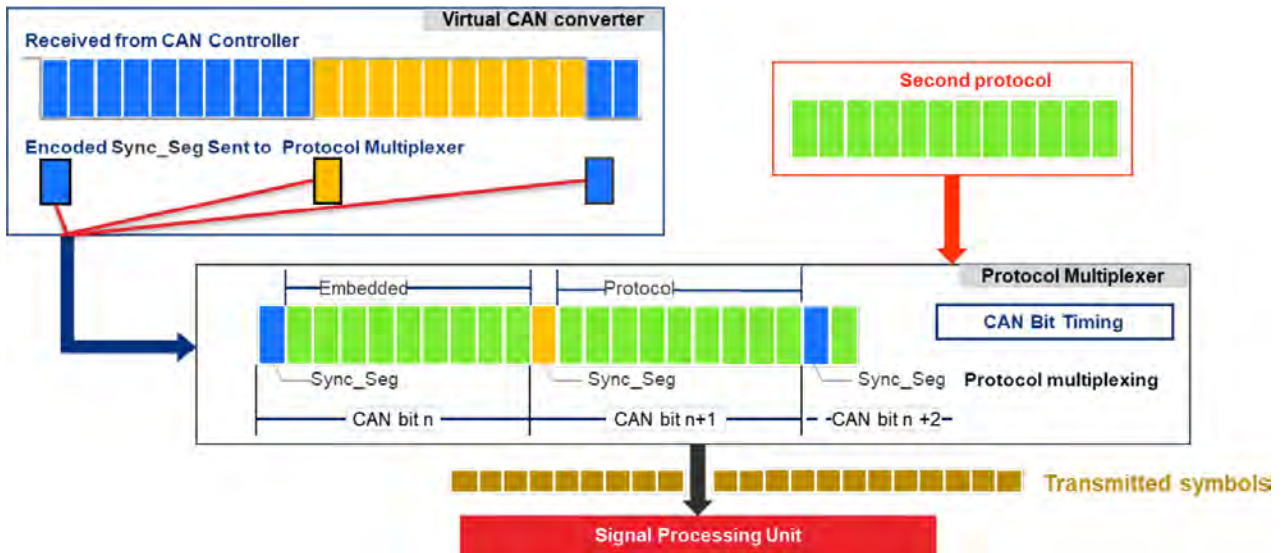 Virtual CAN converter
Received from CAN Controller
Encoded Sync_Seg Sent to Protocol Multiplexer
Second protocol
Protocol Multiplexer
Embedded
Protocol
CAN Bit Timing
Sync_Seg
Sync_Seg
Sync_Seg
Protocol multiplexing
CAN bit n
CAN bit n+1
CAN bit n +2
Transmitted symbols
Signal Processing Unit